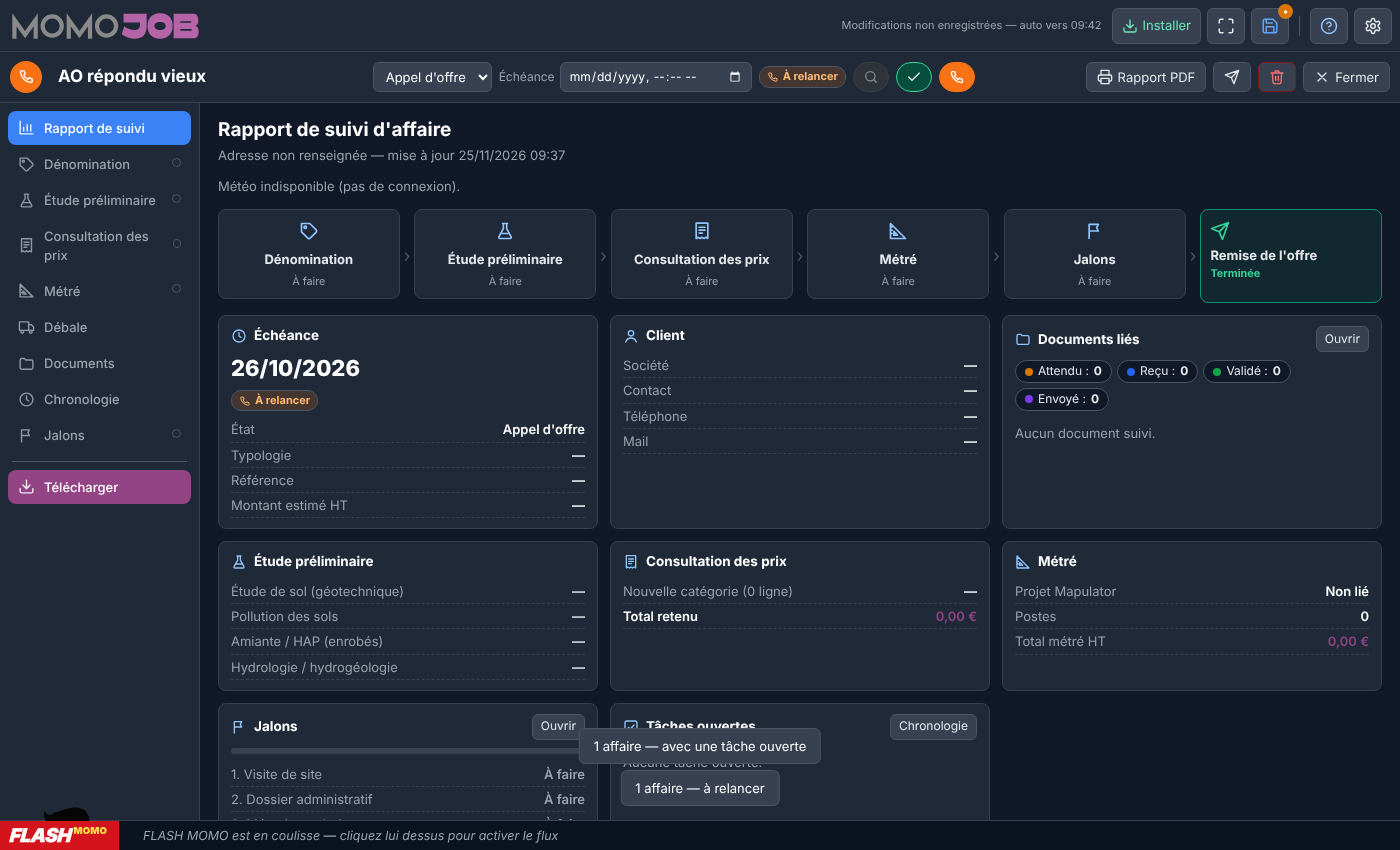 MOMOJOB
Modifications non enregistrées — auto vers 09:42
Installer
AO répondu vieux
Appel d'offre
Échéance
mm/dd/yyyy, --:-- --
À relancer
Rapport PDF
Fermer
Rapport de suivi
Dénomination
Étude préliminaire
Consultation des
prix
Métré
Débale
Documents
Chronologie
Jalons
Télécharger
Rapport de suivi d'affaire
Adresse non renseignée — mise à jour 25/11/2026 09:37
Météo indisponible (pas de connexion).
Dénomination
À faire
Étude préliminaire
À faire
Consultation des prix
À faire
Métré
À faire
Jalons
À faire
Remise de l'offre
Terminée
Échéance
26/10/2026
À relancer
État Appel d'offre
Typologie —
Référence —
Montant estimé HT —
Client
Société —
Contact —
Téléphone —
Mail —
Documents liés
Ouvrir
Attendu : 0 Reçu : 0 Validé : 0
Envoyé : 0
Aucun document suivi.
Étude préliminaire
Étude de sol (géotechnique) —
Pollution des sols —
Amiante / HAP (enrobés) —
Hydrologie / hydrogéologie —
Consultation des prix
Nouvelle catégorie (0 ligne) —
Total retenu 0,00 €
Métré
Projet Mapulator Non lié
Postes 0
Total métré HT 0,00 €
Jalons
Ouvrir
1. Visite de site À faire
2. Dossier administratif À faire
Tâches ouvertes
Chronologie
Aucune tâche ouverte.
1 affaire — avec une tâche ouverte
1 affaire — à relancer
FLASH MOMO
FLASH MOMO est en coulisse — cliquez lui dessus pour activer le flux